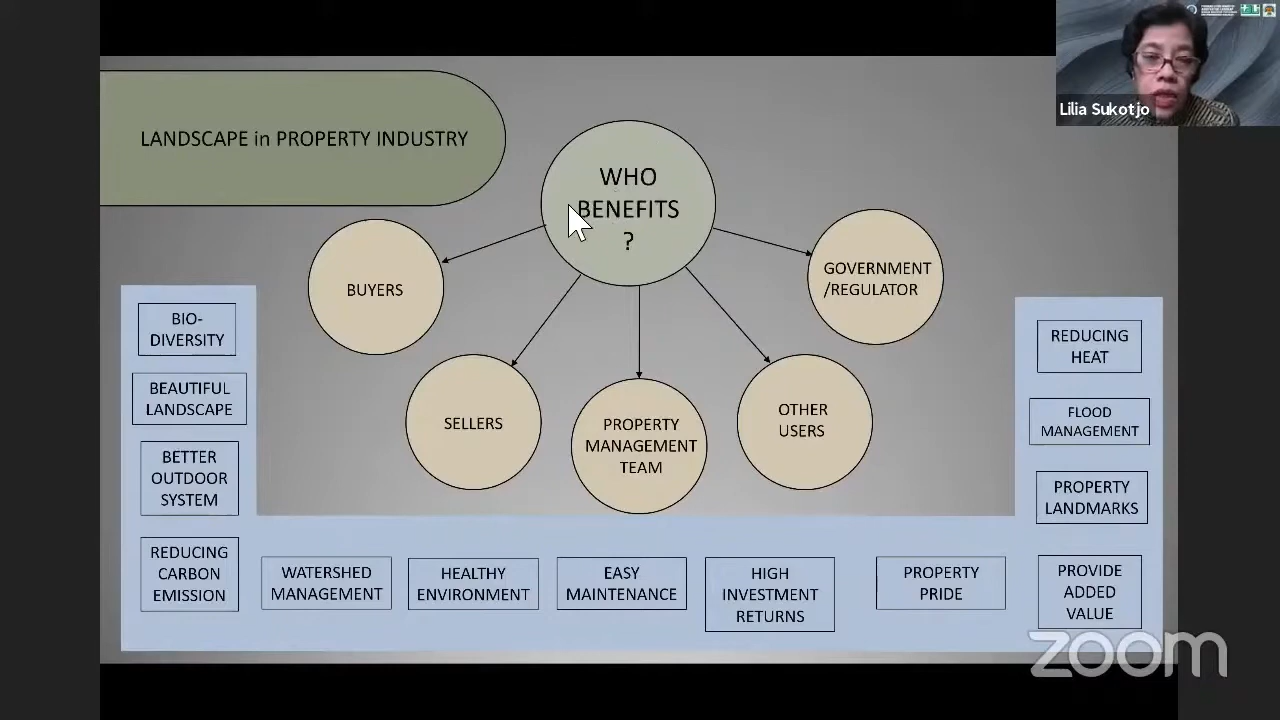 LANDSCAPE in PROPERTY INDUSTRY
WHO
BENEFITS
?
BUYERS
SELLERS
PROPERTY
MANAGEMENT
TEAM
OTHER
USERS
GOVERNMENT
/REGULATOR
BIO-
DIVERSITY
BEAUTIFUL
LANDSCAPE
BETTER
OUTDOOR
SYSTEM
REDUCING
CARBON
EMISSION
WATERSHED
MANAGEMENT
HEALTHY
ENVIRONMENT
EASY
MAINTENANCE
HIGH
INVESTMENT
RETURNS
PROPERTY
PRIDE
REDUCING
HEAT
FLOOD
MANAGEMENT
PROPERTY
LANDMARKS
PROVIDE
ADDED
VALUE
Lilia Sukotjo
zoom